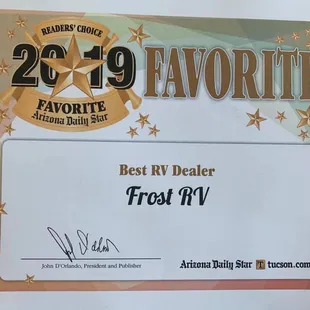 READERS' CHOICE
2019
FAVORITE
Arizona Daily Star
FAVORITE
Best RV Dealer
Frost RV
John D'Orlando, President and Publisher
Arizona Daily Star T tucson.com